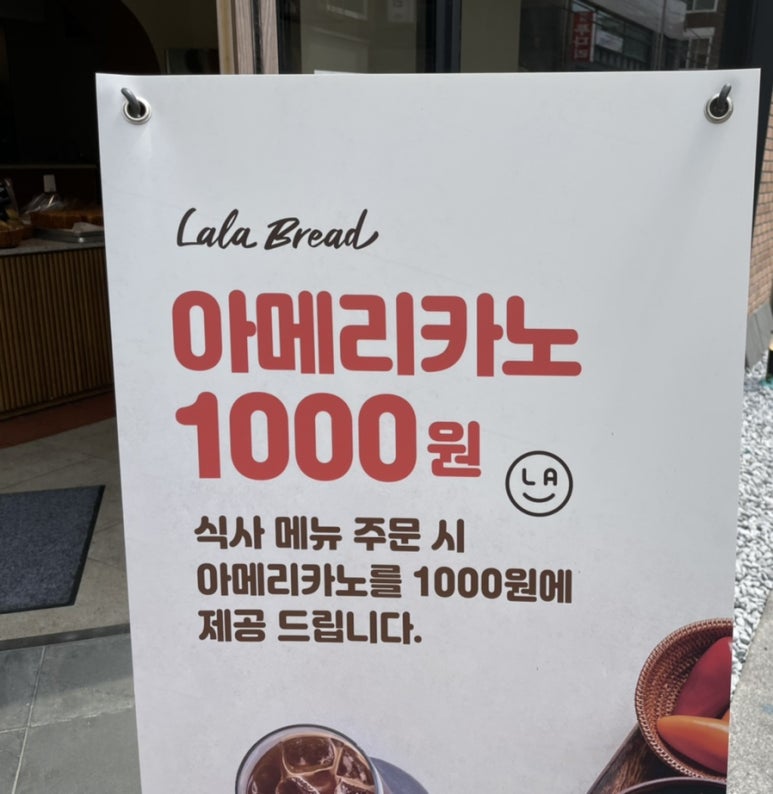 Lala Bread
아메리카노
1000원
LA
식사 메뉴 주문 시
아메리카노를 1000원에
제공 드립니다.